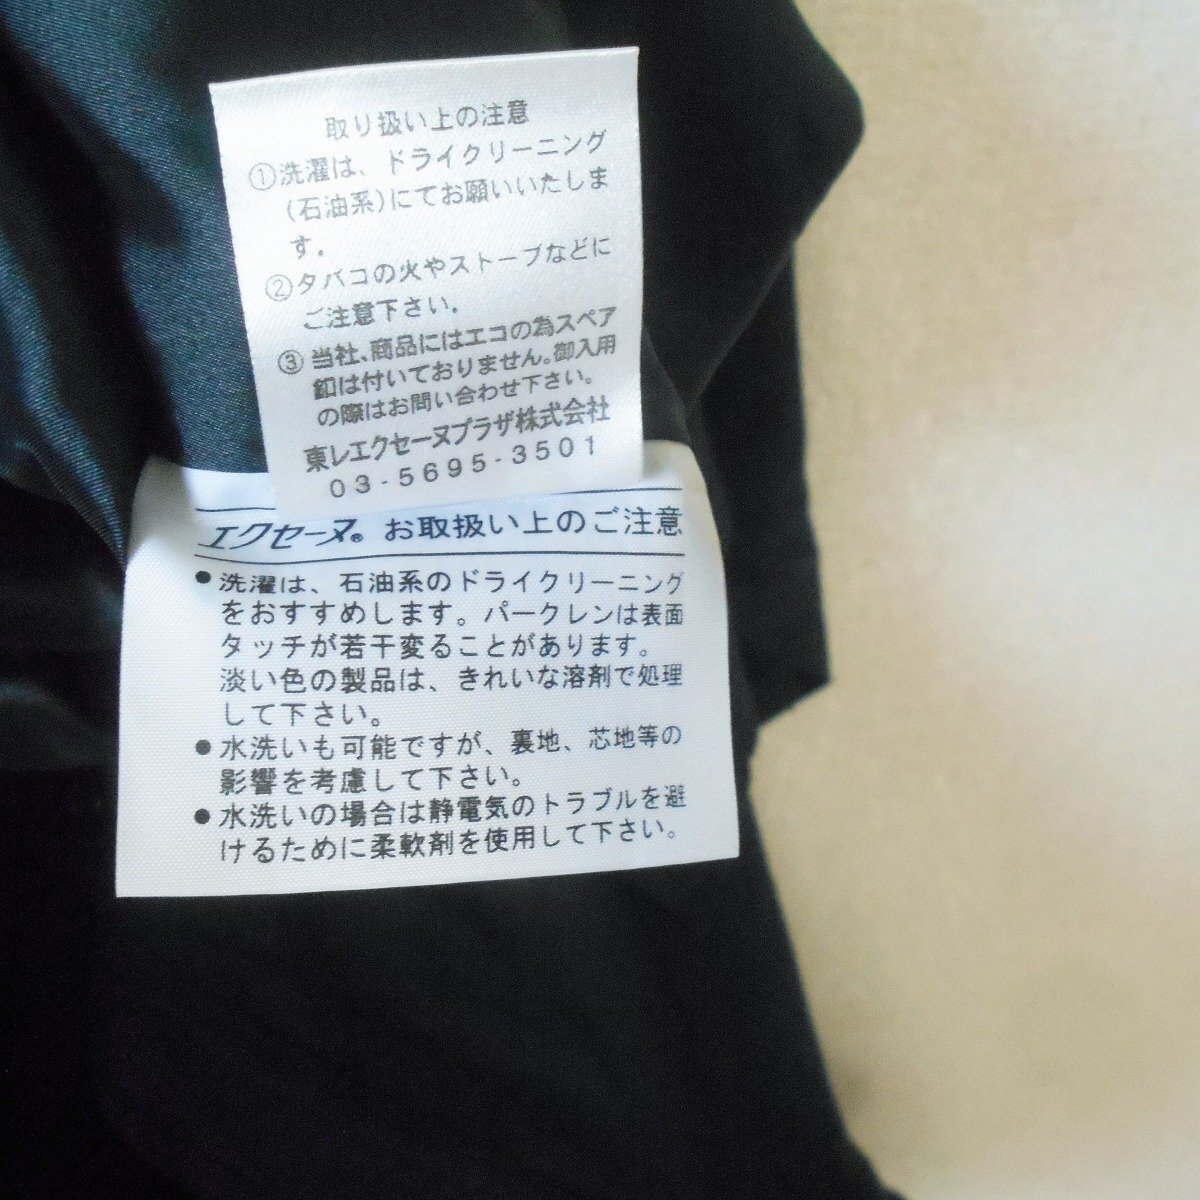 取り扱い上の注意
①洗濯は、ドライクリーニング
(石油系)にてお願いいたしま
す。
②タバコの火やストーブなどに
ご注意下さい。
③当社、商品にはエコの為スペア
釦は付いておりません。御入用
の際はお問い合わせ下さい。
東レエクセーヌプラザ株式会社
03-5695-3501
エクセーヌ® お取扱い上のご注意
●洗濯は、石油系のドライクリーニング
をおすすめします。パークレンは表面
タッチが若干変ることがあります。
淡い色の製品は、きれいな溶剤で処理
して下さい。
●水洗いも可能ですが、裏地、芯地等の
影響を考慮して下さい。
●水洗いの場合は静電気のトラブルを避
けるために柔軟剤を使用して下さい。